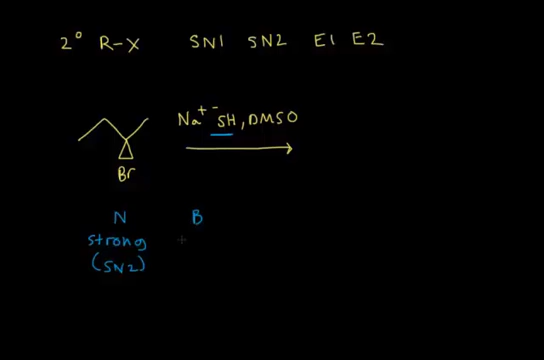 2° R-X SN1 SN2 E1 E2
Na+ -SH, DMSO
Br
N B
strong
(SN2)